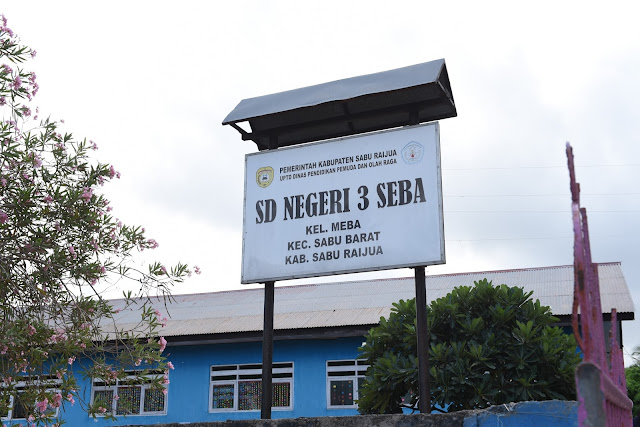 PEMERINTAH KABUPATEN SABU RAIJUA
UPTD DINAS PENDIDIKAN PEMUDA DAN OLAH RAGA
SD NEGERI 3 SEBA
KEL. MEBA
KEC. SABU BARAT
KAB. SABU RAIJUA